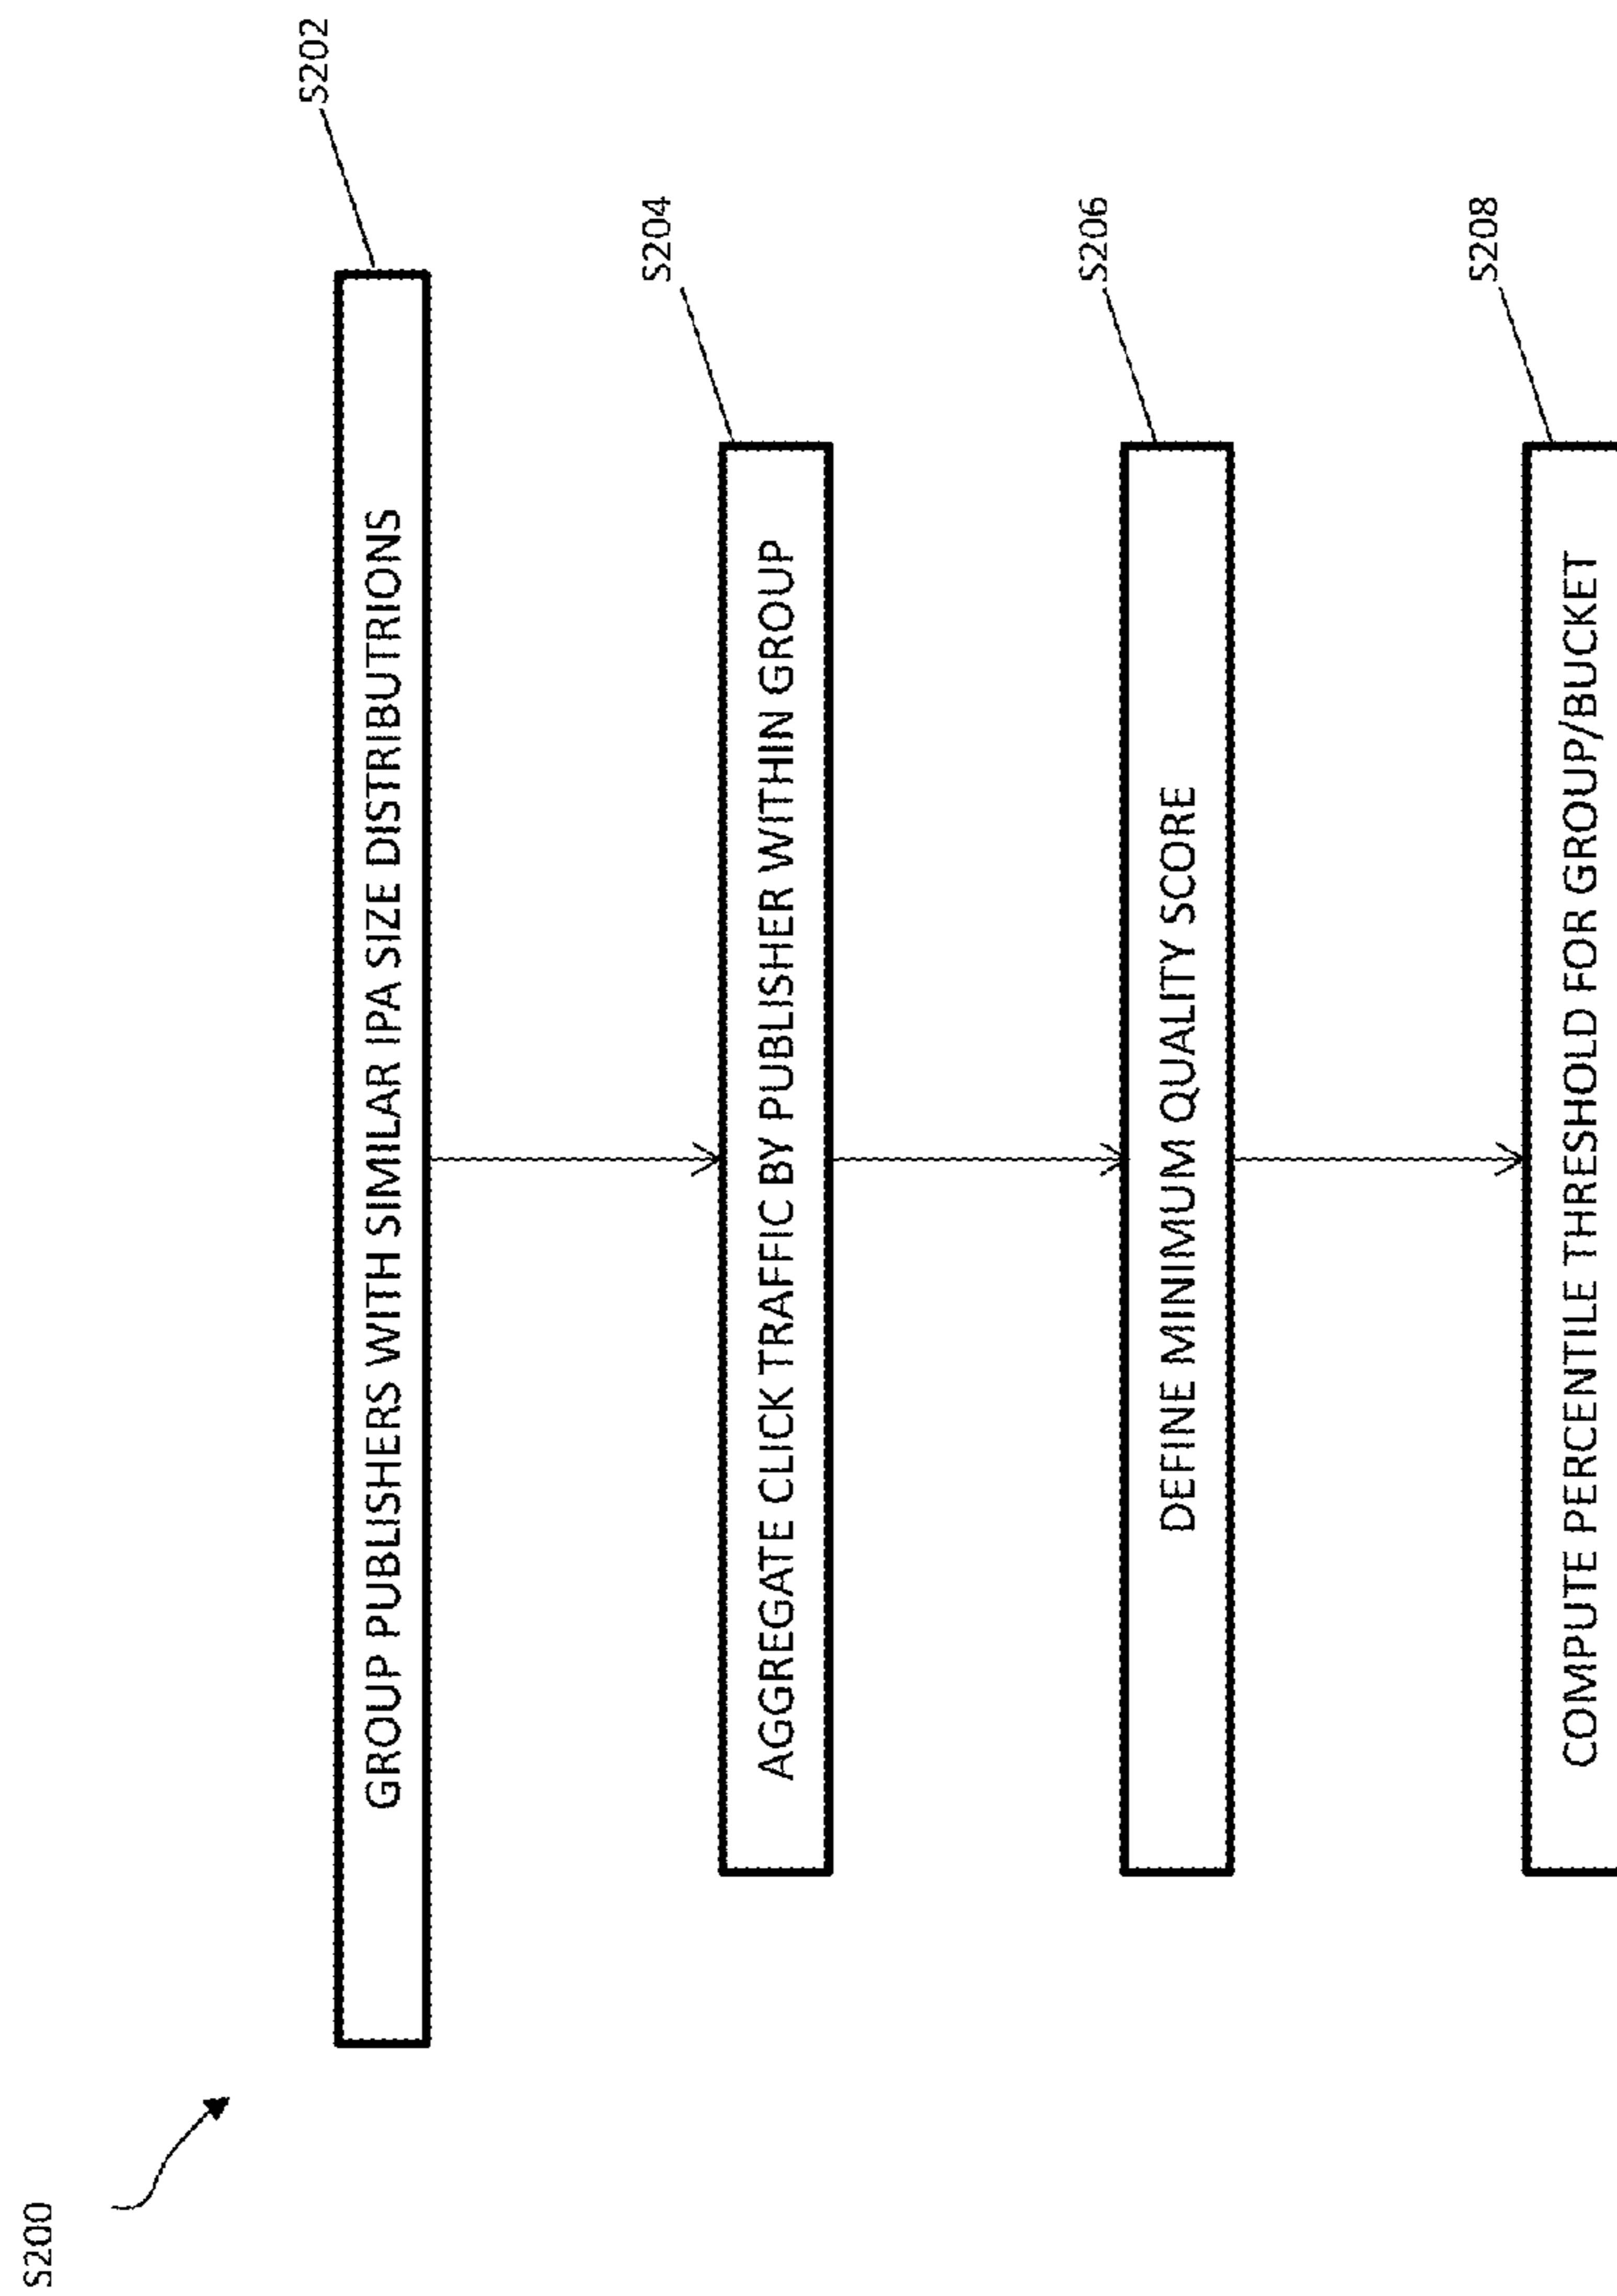 S200
S202
GROUP PUBLISHERS WITH SIMILAR IPA SIZE DISTRIBUTRIONS
S204
AGGREGATE CLICK TRAFFIC BY PUBLISHER WITHIN GROUP
S206
DEFINE MINIMUM QUALITY SCORE
S208
COMPUTE PERCENTILE THRESHOLD FOR GROUP/BUCKET